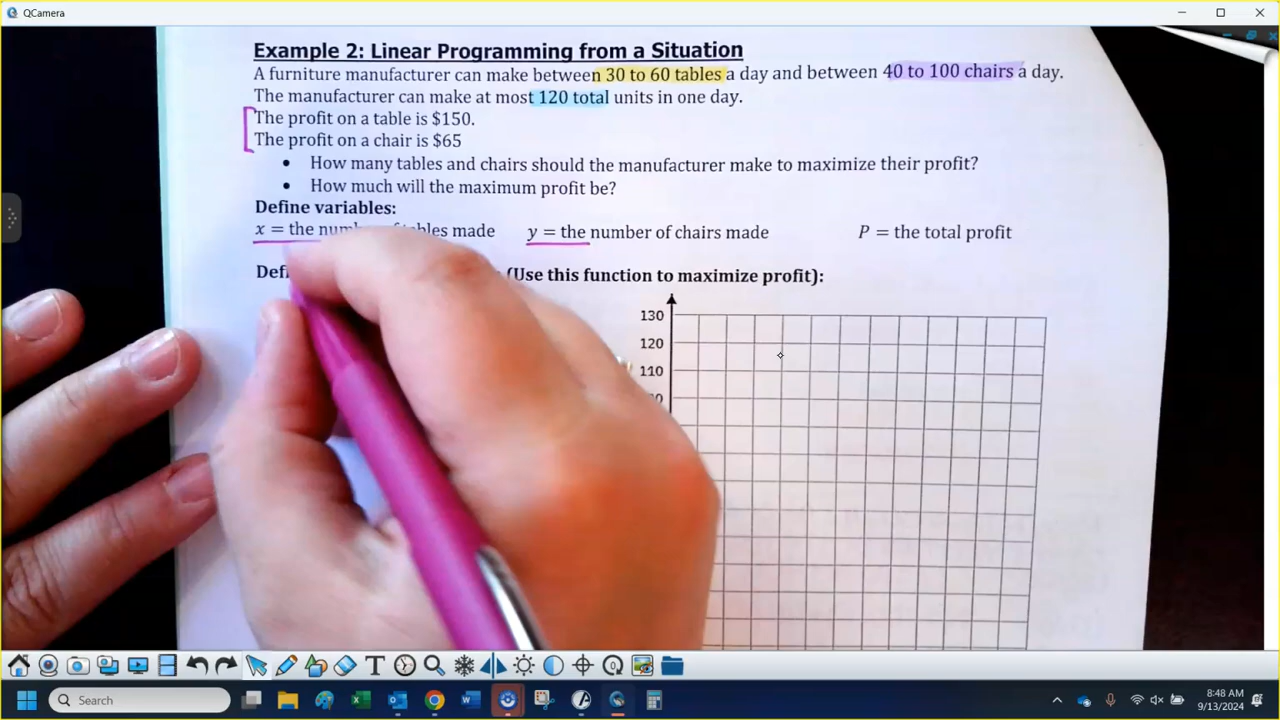 QCamera
Example 2: Linear Programming from a Situation
A furniture manufacturer can make between 30 to 60 tables a day and between 40 to 100 chairs a day.
The manufacturer can make at most 120 total units in one day.
The profit on a table is $150.
The profit on a chair is $65
• How many tables and chairs should the manufacturer make to maximize their profit?
• How much will the maximum profit be?
Define variables:
x = the made y = the number of chairs made P = the total profit
(Use this function to maximize profit):
130
120
110
Search
8:48 AM
9/13/2024